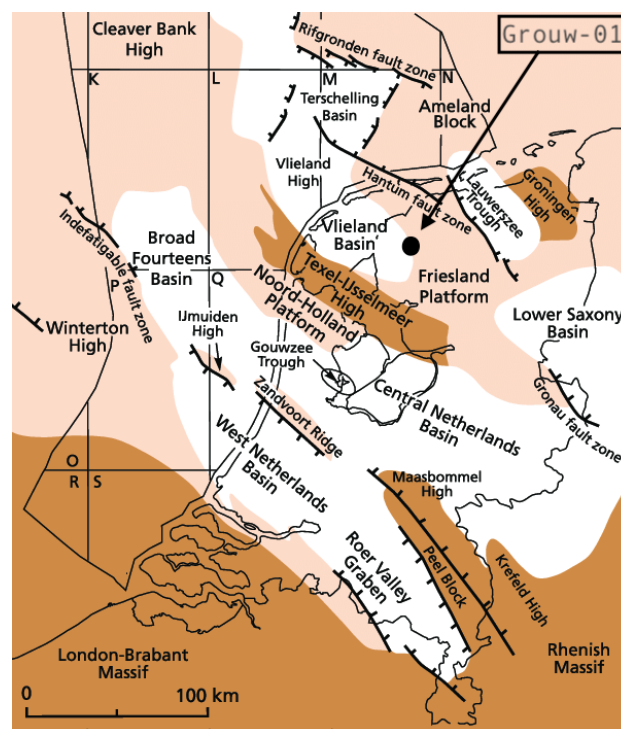 Cleaver Bank
High
Grouw-01
Rifgronden fault zone
K
L
M
N
Terschelling
Basin
Ameland
Block
Vlieland
High
Hantum fault zone
Lauwerszee
Trough
Groningen
High
Indefatigable fault zone
Broad
Fourteens
Basin
Vlieland
Basin
Texel-IJsselmeer
High
Friesland
Platform
P
Q
Noord-Holland
Platform
Winterton
High
IJmuiden
High
Lower Saxony
Basin
Gouwzee
Trough
Zandvoort Ridge
Central Netherlands
Basin
Gronau fault zone
West Netherlands
Basin
O
R
S
Maasbommel
High
Roer Valley
Graben
Peel Block
Krefeld High
London-Brabant
Massif
Rhenish
Massif
0
100 km